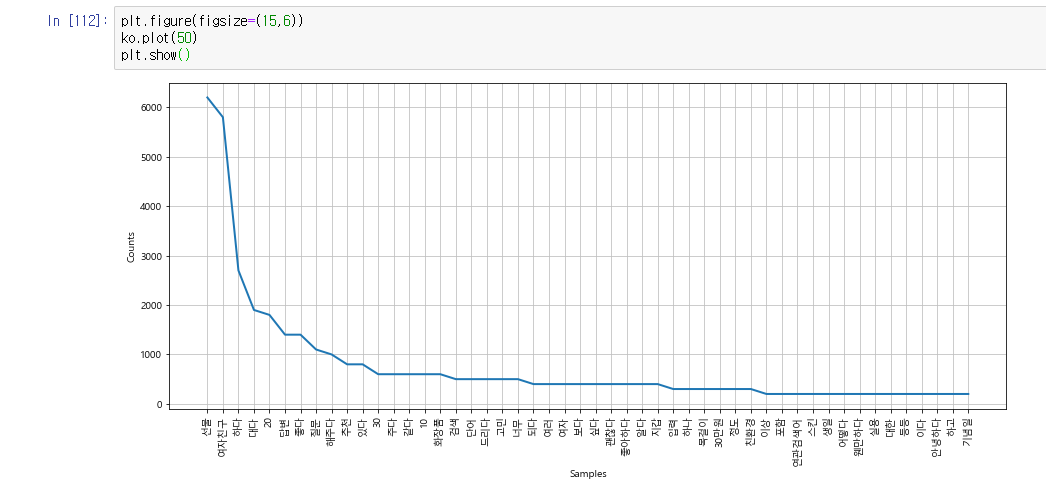 In [112]:
plt.figure(figsize=(15,6))
ko.plot(50)
plt.show()
6000
5000
4000
3000
2000
1000
0
Counts
선물
여자친구
하다
대다
20
답변
좋다
질문
해주다
추천
있다
30
주다
같다
10
화장품
검색
단어
드리다
고민
너무
되다
여러
여자
보다
싶다
괜찮다
좋아하다
알다
지갑
입력
하나
목걸이
30만원
정도
친환경
이상
포함
연관검색어
스킨
생일
어떻다
웬만하다
실용
대한
등등
이다
안녕하다
하고
기념일
Samples